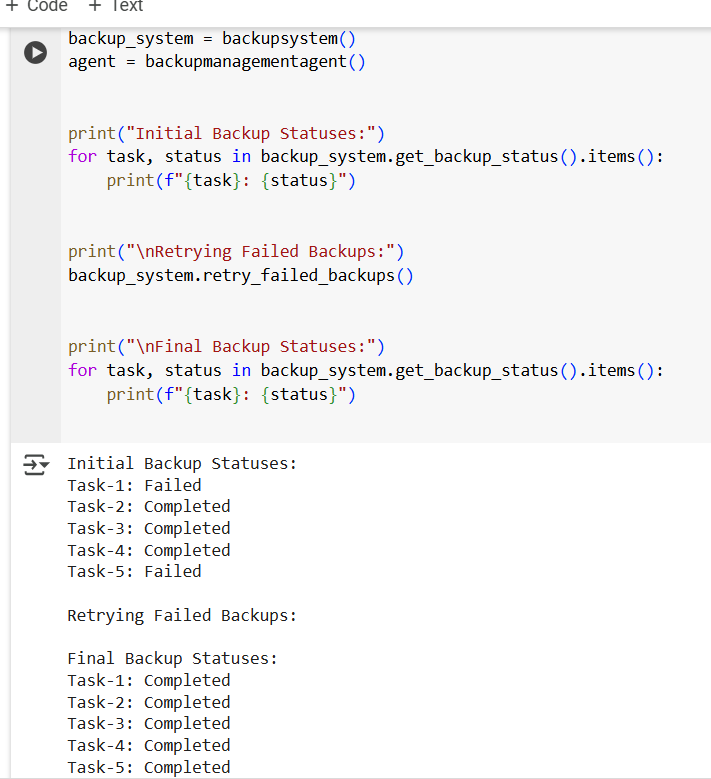 + Code + Text
backup_system = backupsystem()
agent = backupmanagementagent()
print("Initial Backup Statuses:")
for task, status in backup_system.get_backup_status().items():
    print(f"{task}: {status}")
print("\nRetrying Failed Backups:")
backup_system.retry_failed_backups()
print("\nFinal Backup Statuses:")
for task, status in backup_system.get_backup_status().items():
    print(f"{task}: {status}")
Initial Backup Statuses:
Task-1: Failed
Task-2: Completed
Task-3: Completed
Task-4: Completed
Task-5: Failed
Retrying Failed Backups:
Final Backup Statuses:
Task-1: Completed
Task-2: Completed
Task-3: Completed
Task-4: Completed
Task-5: Completed